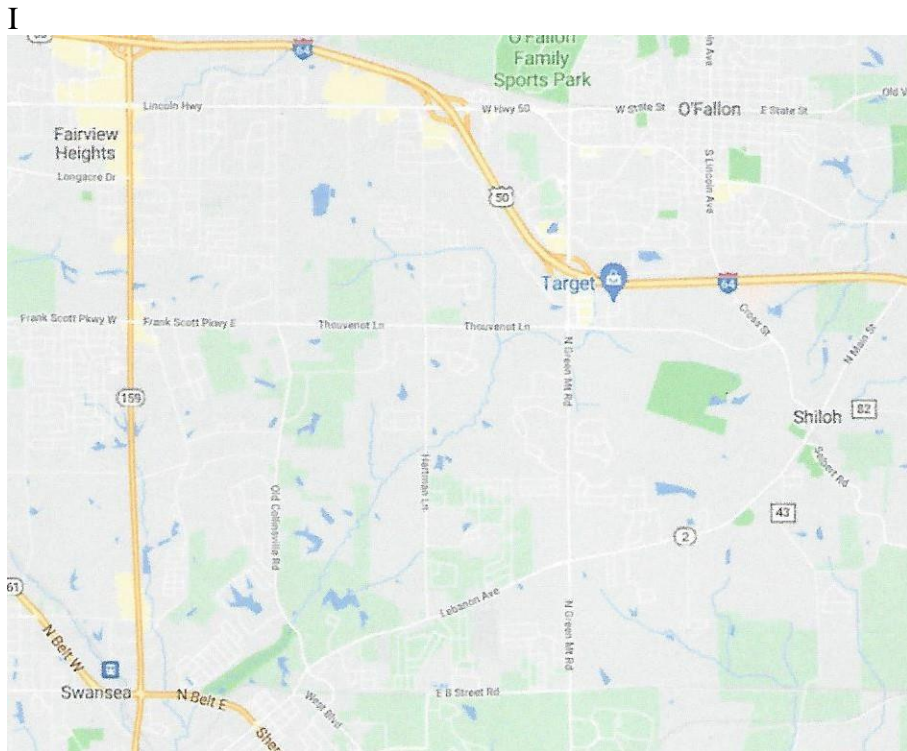 I
64
O'Fallon
Family
Sports Park
Lincoln Hwy
W Hwy 50
W State St
O'Fallon
E State St
Fairview
Heights
Longacre Dr
S Lincoln Ave
50
Target
64
Frank Scott Pkwy W
Frank Scott Pkwy E
Thouvenot Ln
Thouvenot Ln
Cross St
N Main St
N Green Mt Rd
159
82
Shiloh
Seibert Rd
Hartman Ln
Old Collinsville Rd
43
2
61
Lebanon Ave
N Green Mt Rd
N Belt W
Swansea
N Belt E
West Blvd
E B Street Rd